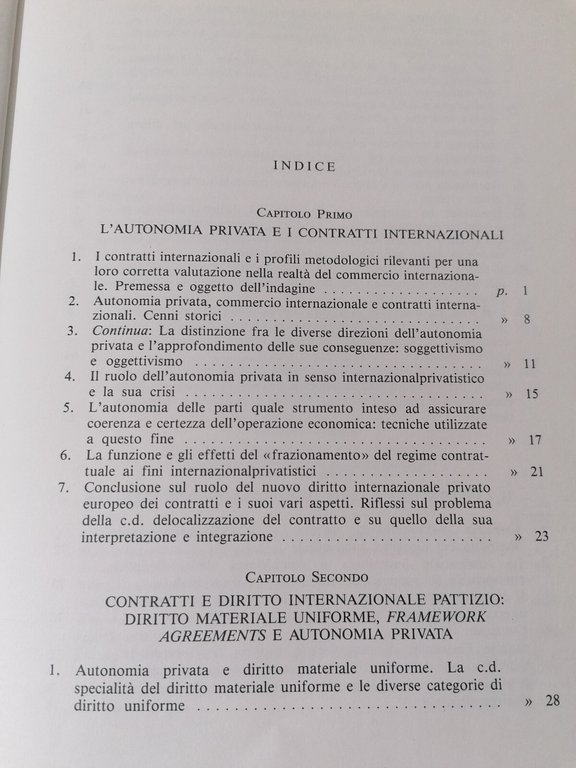 INDICE
CAPITOLO PRIMO
L'AUTONOMIA PRIVATA E I CONTRATTI INTERNAZIONALI
1. I contratti internazionali e i profili metodologici rilevanti per una
loro corretta valutazione nella realtà del commercio internaziona-
le. Premessa e oggetto dell'indagine . . . . . . . . . . . . . . . . . . . p. 1
2. Autonomia privata, commercio internazionale e contratti interna-
zionali. Cenni storici . . . . . . . . . . . . . . . . . . . . . . . . . . . . . . » 8
3. Continua: La distinzione fra le diverse direzioni dell'autonomia
privata e l'approfondimento delle sue conseguenze: soggettivismo
e oggettivismo . . . . . . . . . . . . . . . . . . . . . . . . . . . . . . . . . . » 11
4. Il ruolo dell'autonomia privata in senso internazionalprivatistico
e la sua crisi . . . . . . . . . . . . . . . . . . . . . . . . . . . . . . . . . . . » 15
5. L'autonomia delle parti quale strumento inteso ad assicurare
coerenza e certezza dell'operazione economica: tecniche utilizzate
a questo fine . . . . . . . . . . . . . . . . . . . . . . . . . . . . . . . . . . . » 17
6. La funzione e gli effetti del «frazionamento» del regime contrat-
tuale ai fini internazionalprivatistici . . . . . . . . . . . . . . . . . . . » 21
7. Conclusione sul ruolo del nuovo diritto internazionale privato
europeo dei contratti e i suoi vari aspetti. Riflessi sul problema
della c.d. delocalizzazione del contratto e su quello della sua
interpretazione e integrazione . . . . . . . . . . . . . . . . . . . . . . . . » 23
CAPITOLO SECONDO
CONTRATTI E DIRITTO INTERNAZIONALE PATTIZIO:
DIRITTO MATERIALE UNIFORME, FRAMEWORK
AGREEMENTS E AUTONOMIA PRIVATA
1. Autonomia privata e diritto materiale uniforme. La c.d.
specialità del diritto materiale uniforme e le diverse categorie di
diritto uniforme . . . . . . . . . . . . . . . . . . . . . . . . . . . . . . . . . » 28